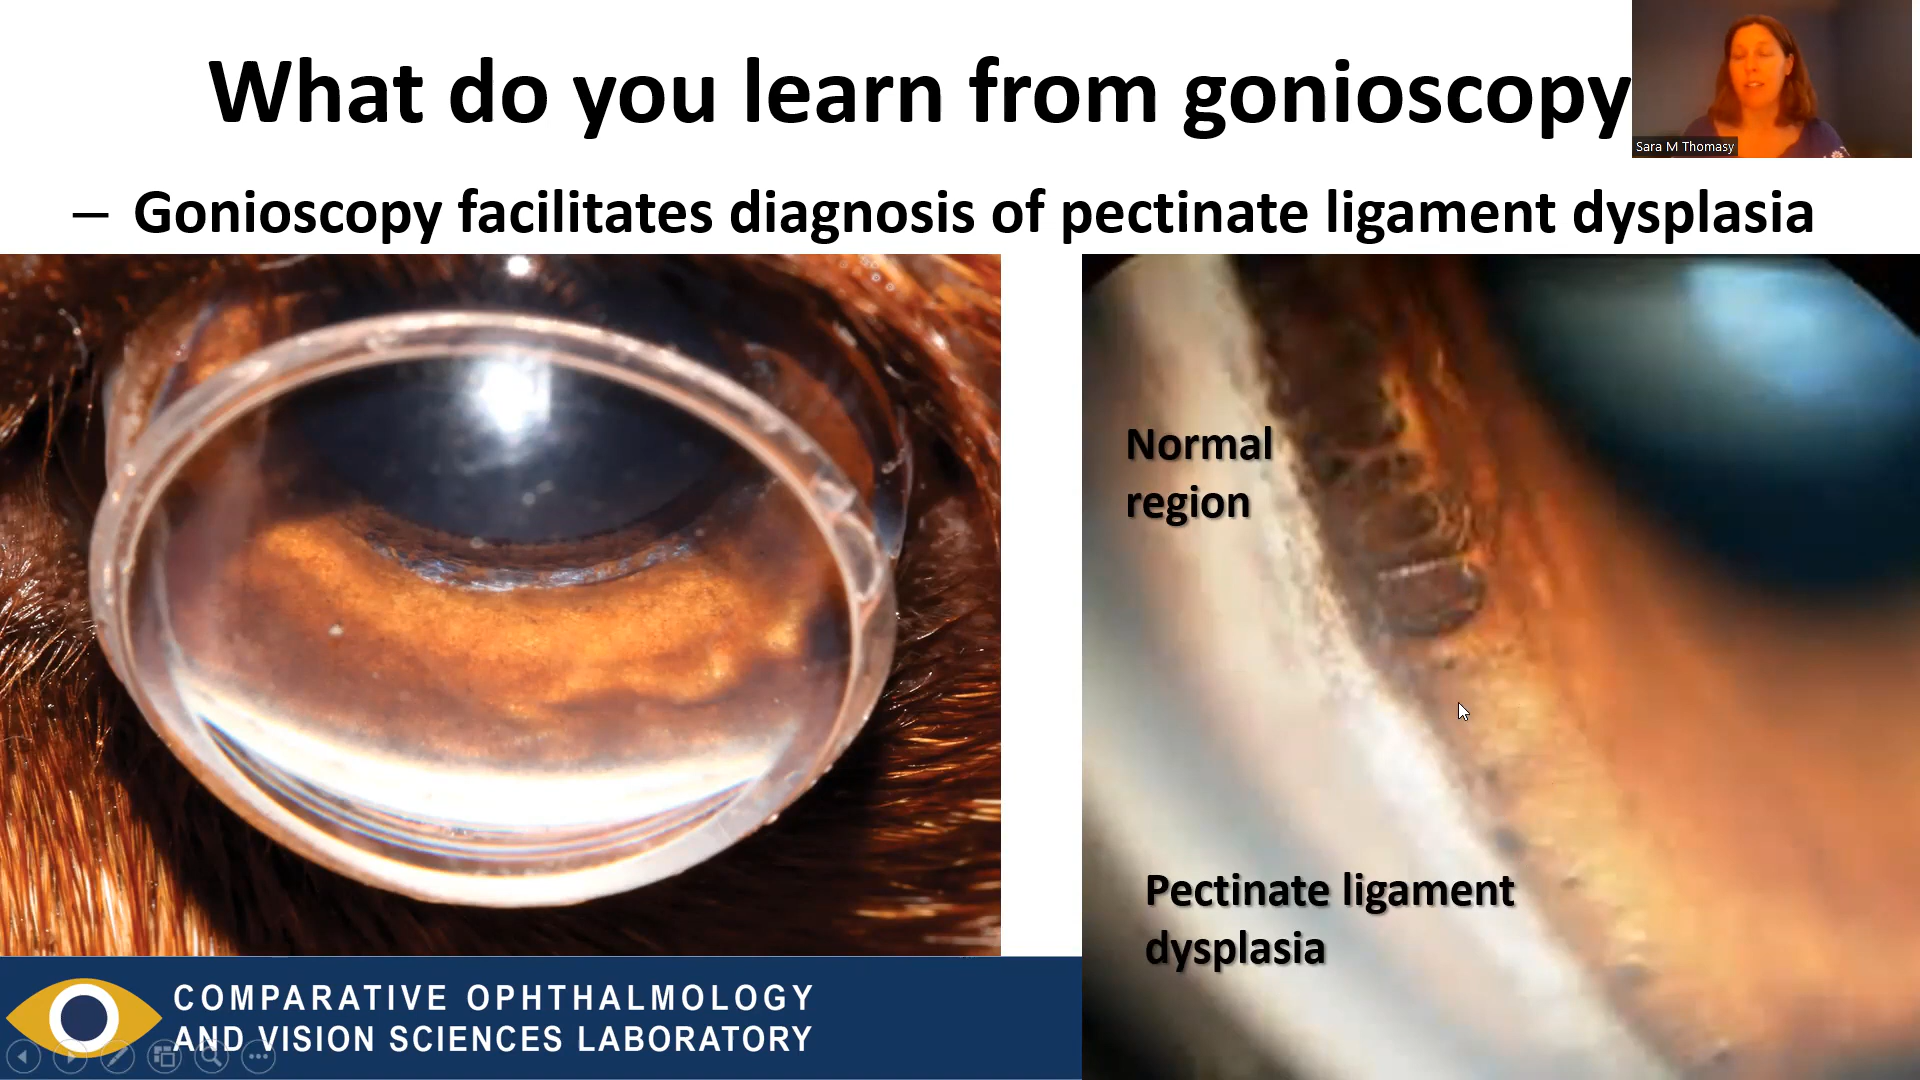 What do you learn from gonioscopy
Sara M Thomasy
– Gonioscopy facilitates diagnosis of pectinate ligament dysplasia
Normal
region
Pectinate ligament
dysplasia
COMPARATIVE OPHTHALMOLOGY
AND VISION SCIENCES LABORATORY